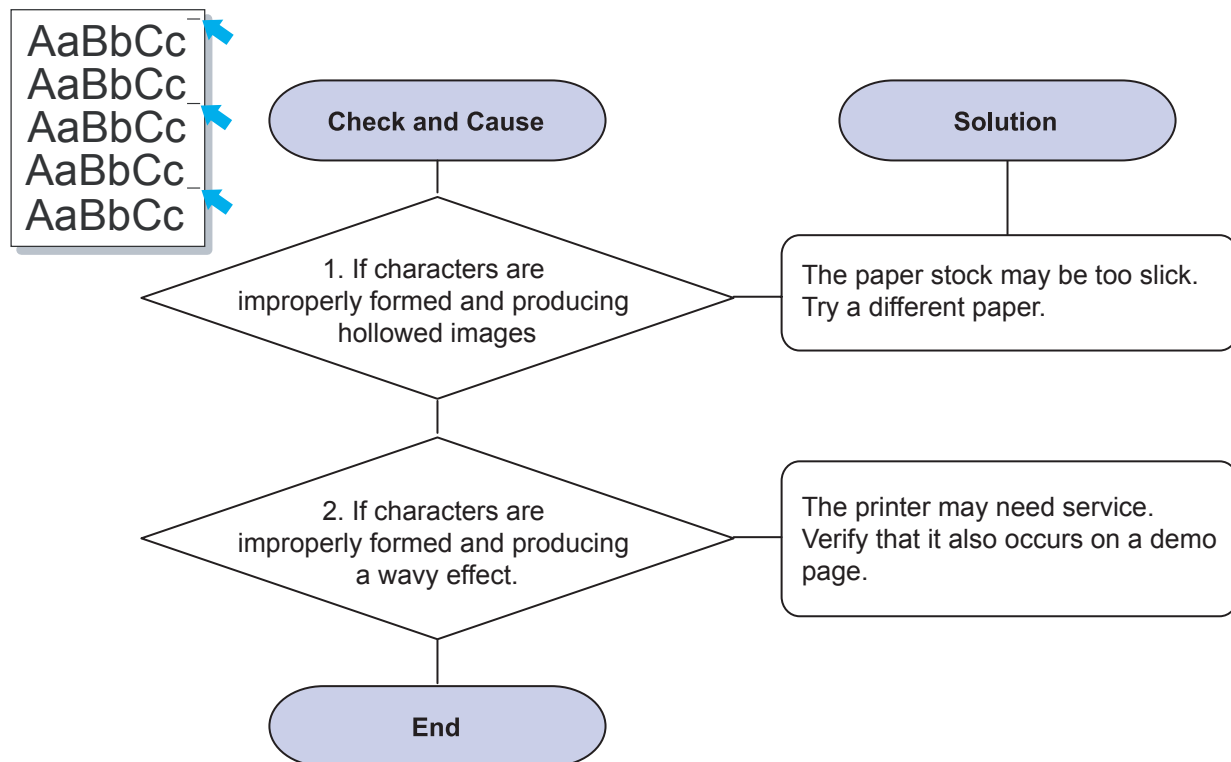 AaBbCc
AaBbCc
AaBbCc
AaBbCc
AaBbCc
Check and Cause
Solution
1. If characters are
improperly formed and producing
hollowed images
The paper stock may be too slick.
Try a different paper.
2. If characters are
improperly formed and producing
a wavy effect.
The printer may need service.
Verify that it also occurs on a demo
page.
End